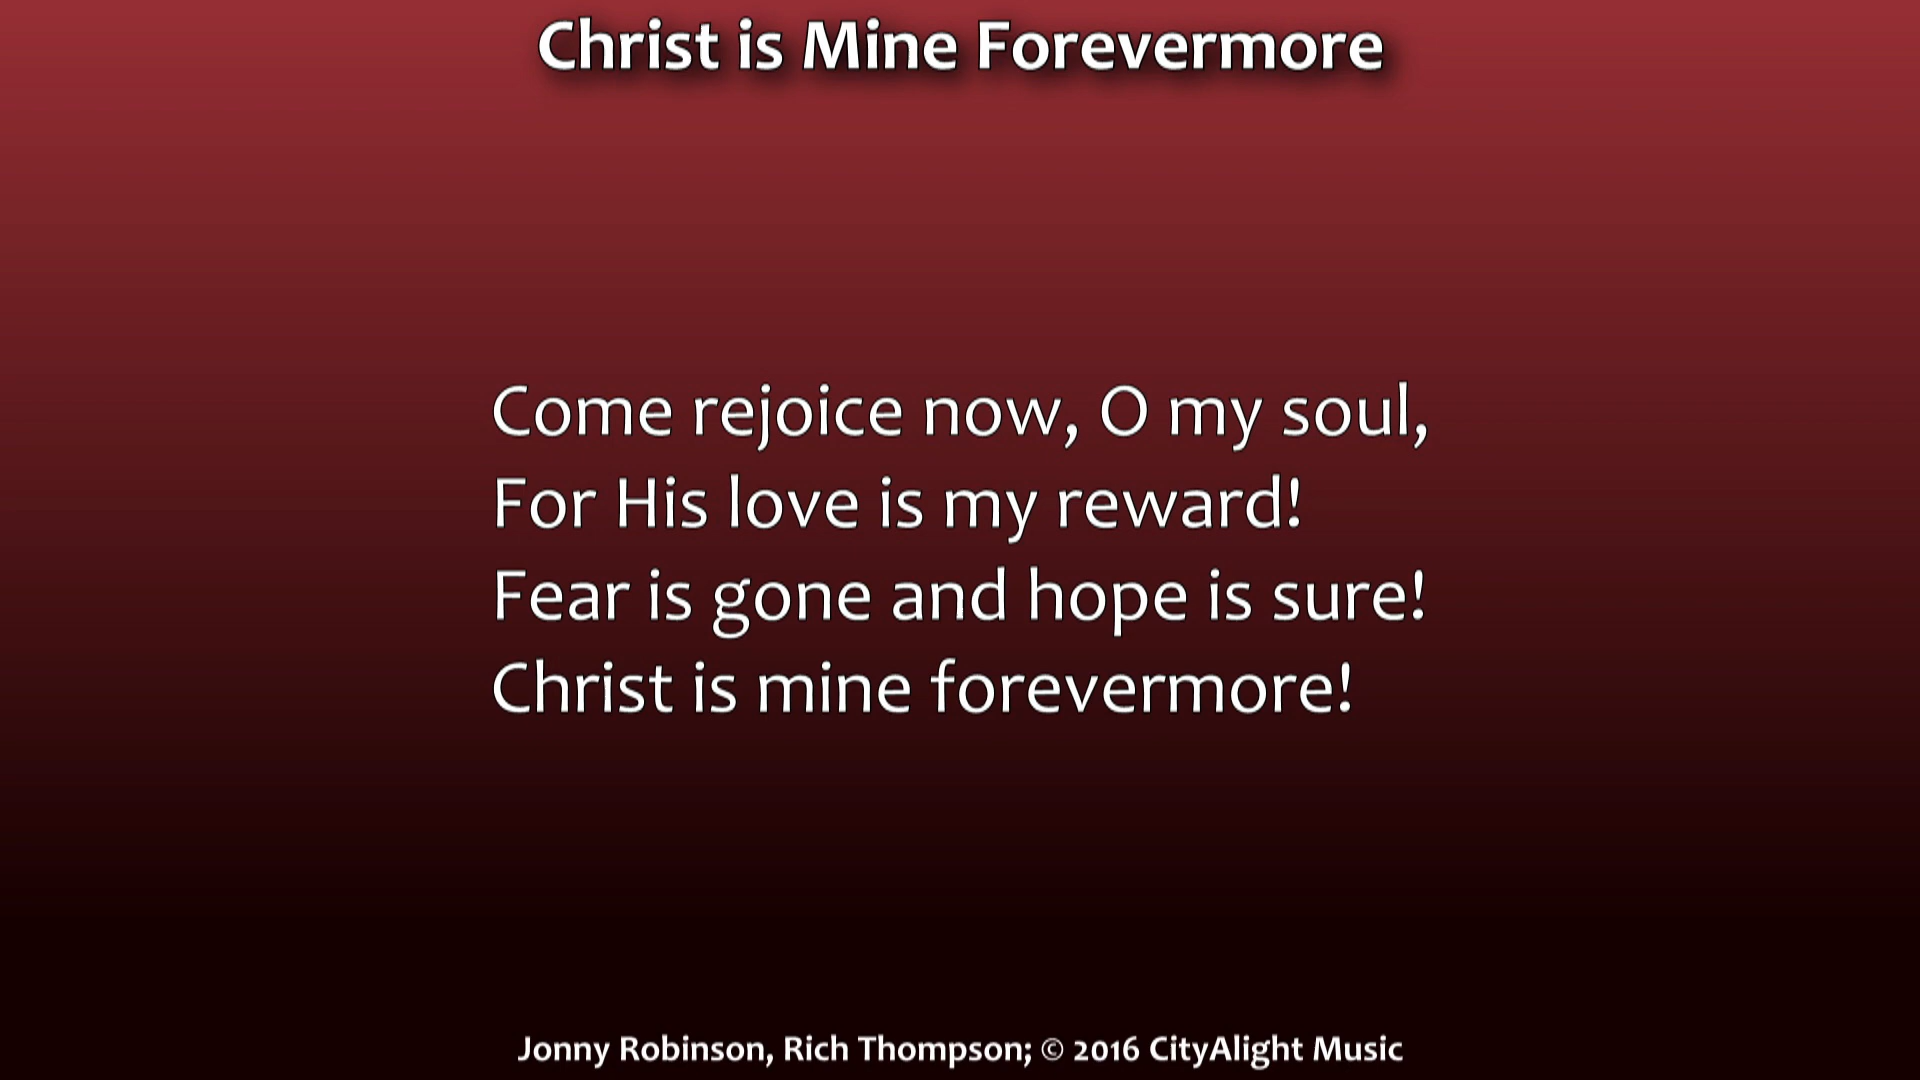 Christ is Mine Forevermore
Come rejoice now, O my soul,
For His love is my reward!
Fear is gone and hope is sure!
Christ is mine forevermore!
Jonny Robinson, Rich Thompson; © 2016 CityAlight Music